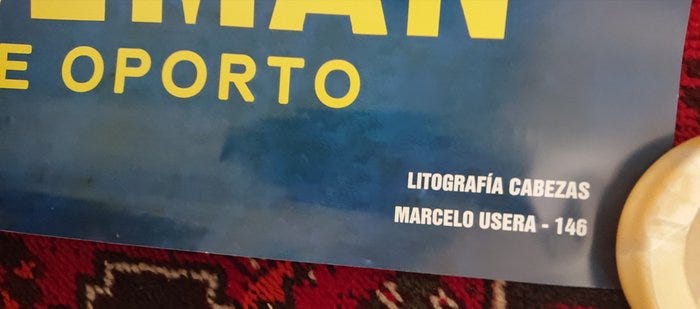 E OPORTO
LITOGRAFÍA CABEZAS
MARCELO USERA - 146